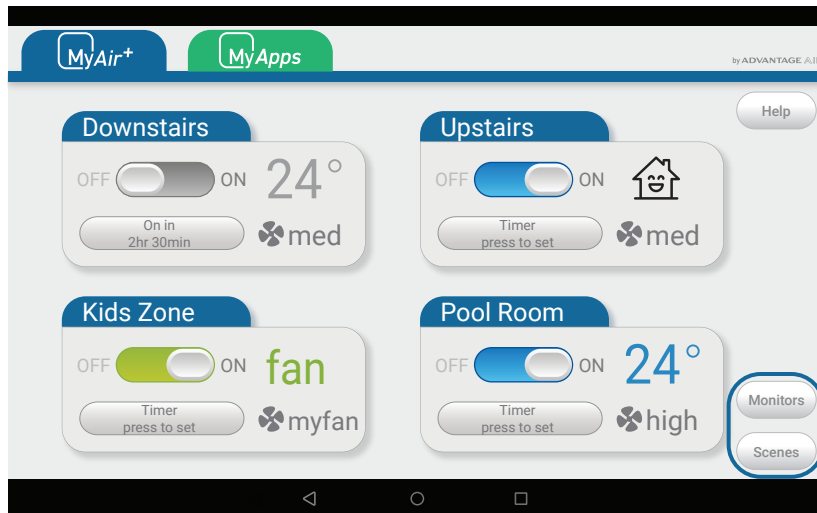 MyAir+
MyApps
by ADVANTAGE AIR
Help
Downstairs
OFF ON 24°
On in
2hr 30min
med
Upstairs
OFF ON
Timer
press to set
med
Kids Zone
OFF ON fan
Timer
press to set
myfan
Pool Room
OFF ON 24°
Timer
press to set
high
Monitors
Scenes